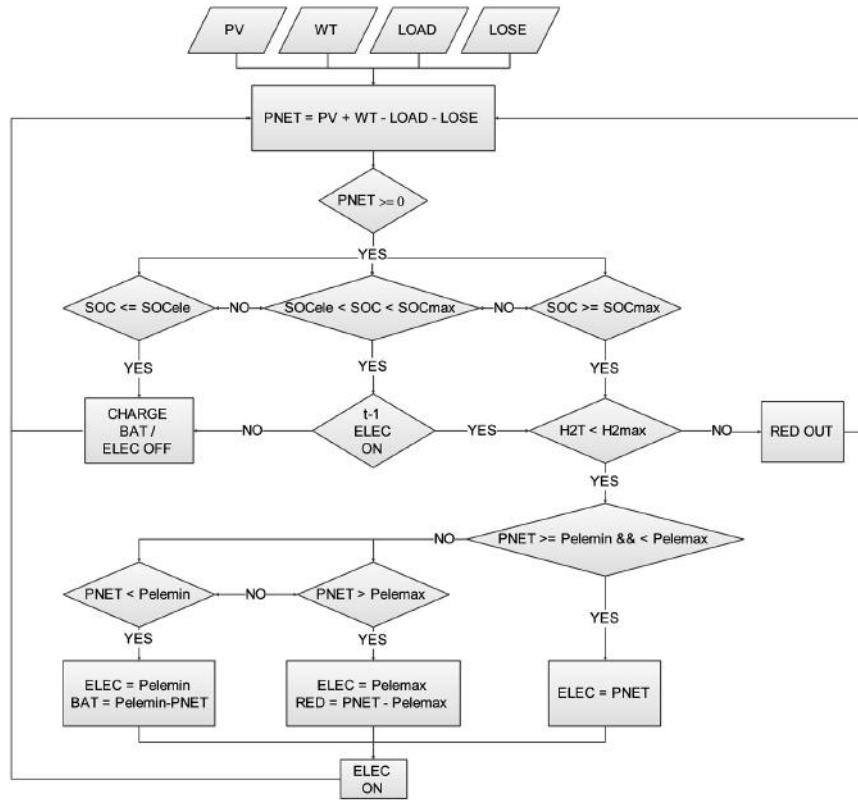 PV
WT
LOAD
LOSE
PNET = PV + WT - LOAD - LOSE
PNET >= 0
YES
SOC <= SOCele
NO
SOCele < SOC < SOCmax
NO
SOC >= SOCmax
YES
YES
YES
CHARGE
BAT /
ELEC OFF
NO
t-1
ELEC
ON
YES
H2T < H2max
NO
RED OUT
YES
PNET >= Pelemin && < Pelemax
NO
PNET < Pelemin
NO
PNET > Pelemax
YES
YES
YES
ELEC = Pelemin
BAT = Pelemin-PNET
ELEC = Pelemax
RED = PNET - Pelemax
ELEC = PNET
ELEC
ON